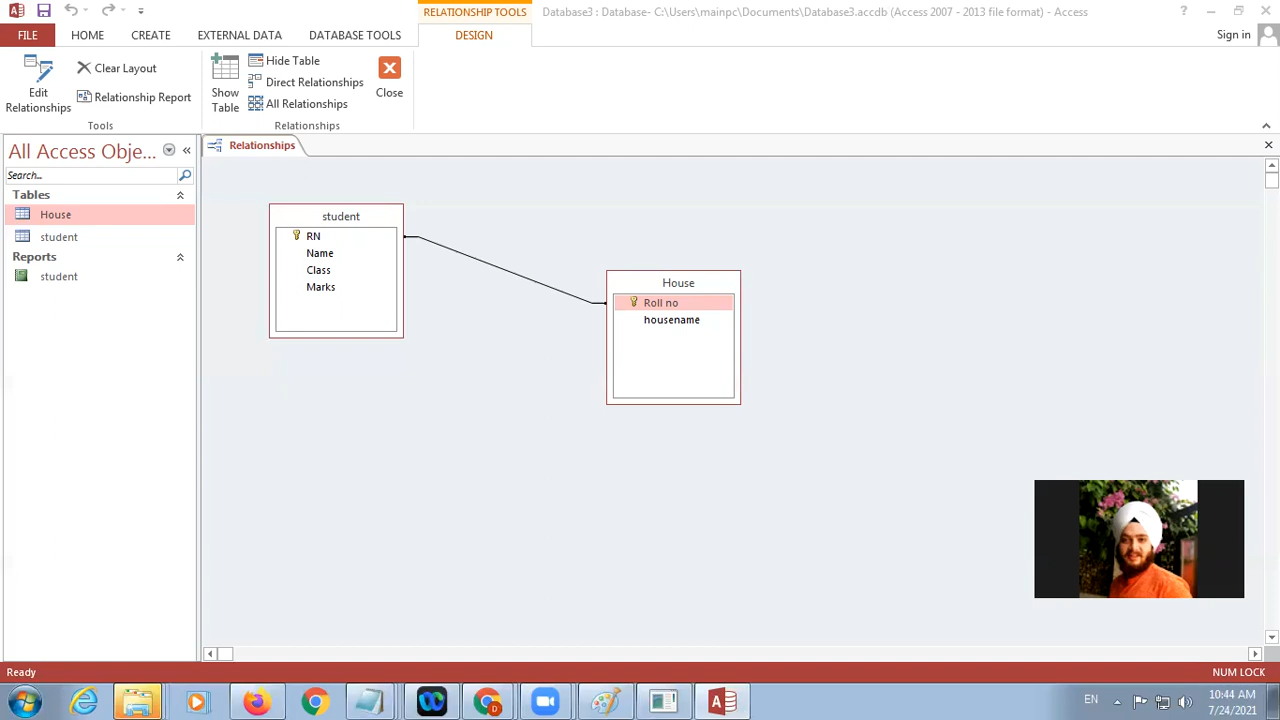 RELATIONSHIP TOOLS
Database3 : Database- C:\Users\mainpc\Documents\Database3.accdb (Access 2007 - 2013 file format) - Access
?
FILE
HOME
CREATE
EXTERNAL DATA
DATABASE TOOLS
DESIGN
Sign in
Edit
Relationships
Clear Layout
Relationship Report
Tools
Show
Table
Hide Table
Direct Relationships
All Relationships
Close
Relationships
All Access Obje...
Search...
Tables
House
student
Reports
student
Relationships
student
RN
Name
Class
Marks
House
Roll no
housename
Ready
NUM LOCK
D
EN
10:44 AM
7/24/2021